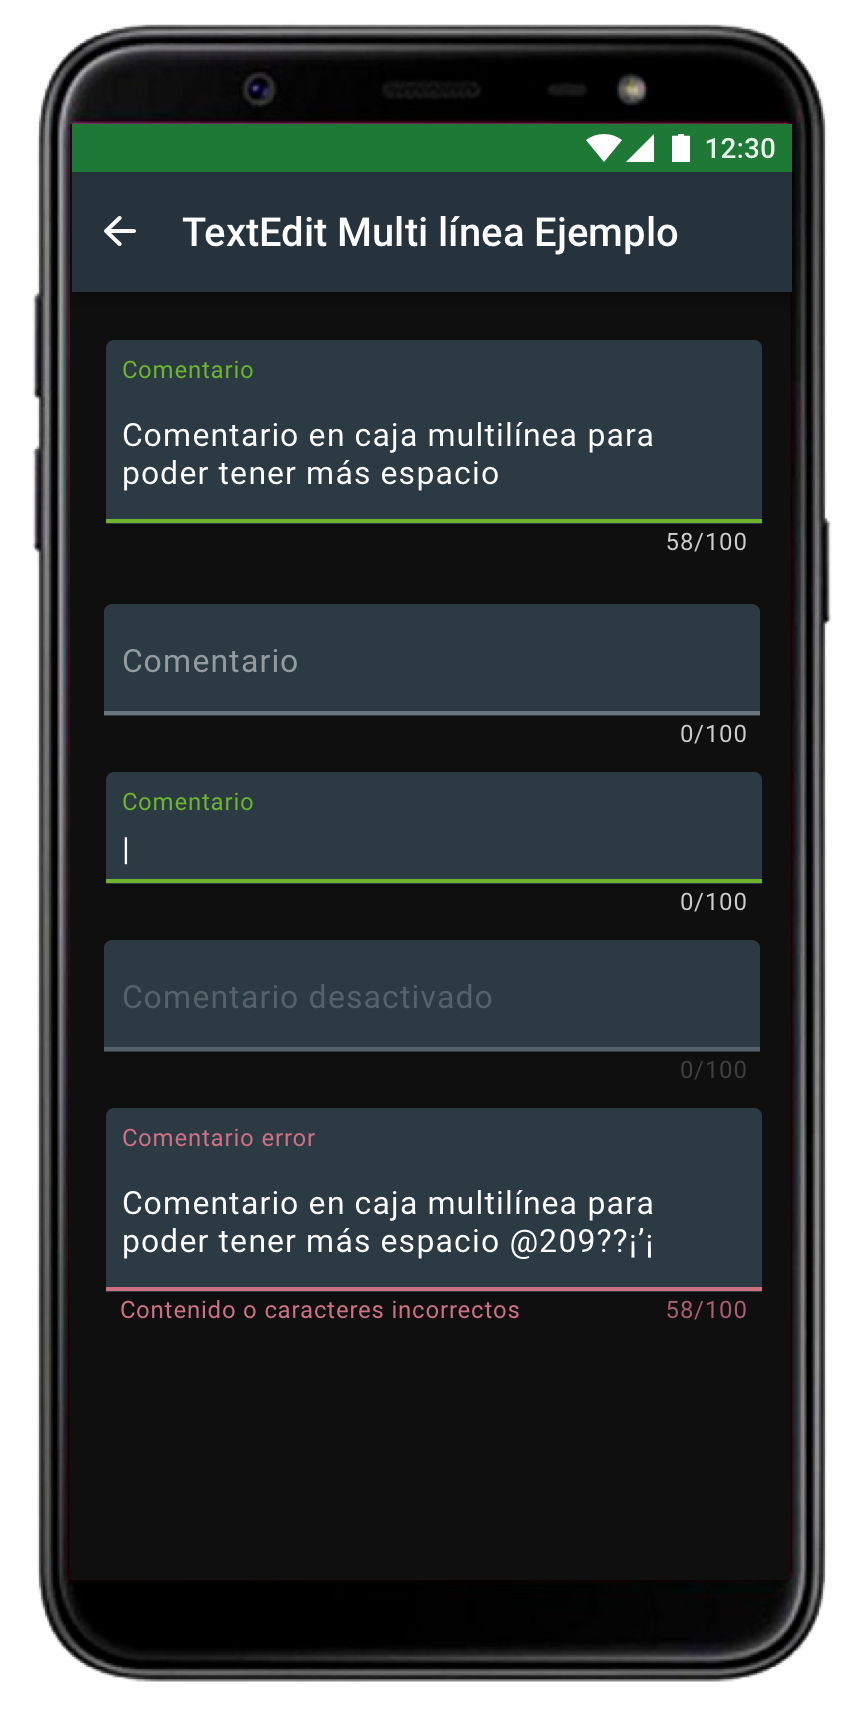 12:30
TextEdit Multi línea Ejemplo
Comentario
Comentario en caja multilínea para
poder tener más espacio
58/100
Comentario
0/100
Comentario
0/100
Comentario desactivado
0/100
Comentario error
Comentario en caja multilínea para
poder tener más espacio @209??¡’¡
Contenido o caracteres incorrectos 58/100